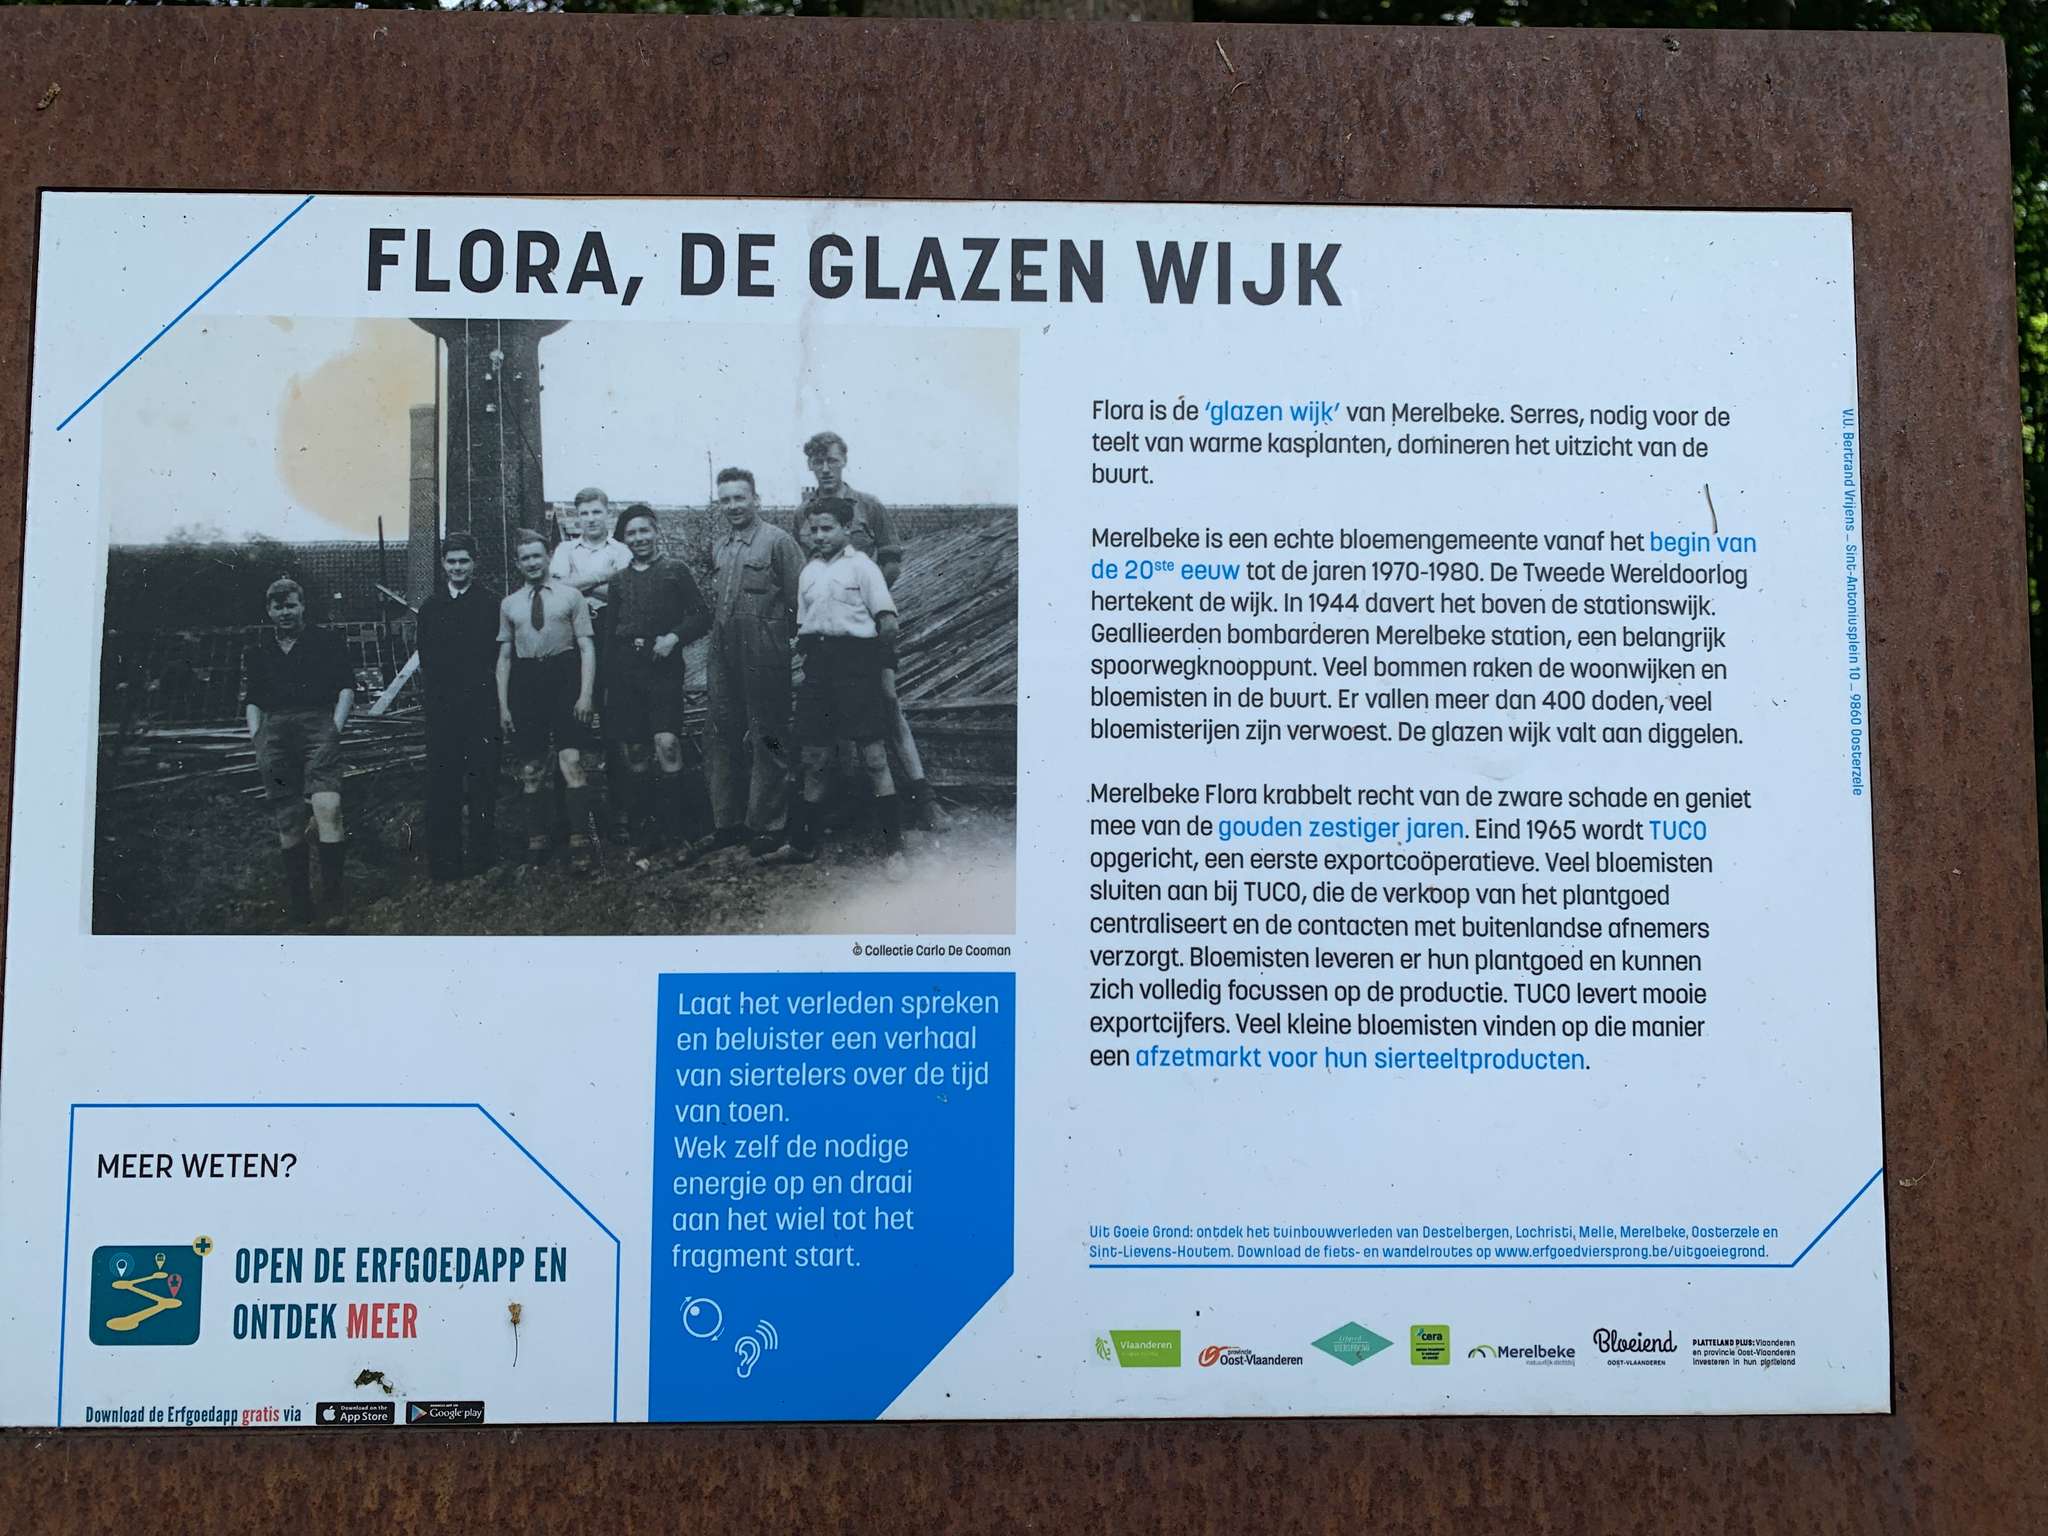 FLORA, DE GLAZEN WIJK
© Collectie Carlo De Cooman
Flora is de ‘glazen wijk’ van Merelbeke. Serres, nodig voor de
teelt van warme kasplanten, domineren het uitzicht van de
buurt.
Merelbeke is een echte bloemengemeente vanaf het begin van
de 20ste eeuw tot de jaren 1970-1980. De Tweede Wereldoorlog
hertekent de wijk. In 1944 davert het boven de stationswijk.
Geallieerden bombarderen Merelbeke station, een belangrijk
spoorwegknooppunt. Veel bommen raken de woonwijken en
bloemisten in de buurt. Er vallen meer dan 400 doden, veel
bloemisterijen zijn verwoest. De glazen wijk valt aan diggelen.
Merelbeke Flora krabbelt recht van de zware schade en geniet
mee van de gouden zestiger jaren. Eind 1965 wordt TUCO
opgericht, een eerste exportcoöperatieve. Veel bloemisten
sluiten aan bij TUCO, die de verkoop van het plantgoed
centraliseert en de contacten met buitenlandse afnemers
verzorgt. Bloemisten leveren er hun plantgoed en kunnen
zich volledig focussen op de productie. TUCO levert mooie
exportcijfers. Veel kleine bloemisten vinden op die manier
een afzetmarkt voor hun sierteeltproducten.
V.U. Bertrand Vrijens – Sint-Antoniusplein 10 – 9860 Oosterzele
Laat het verleden spreken
en beluister een verhaal
van siertelers over de tijd
van toen.
Wek zelf de nodige
energie op en draai
aan het wiel tot het
fragment start.
MEER WETEN?
OPEN DE ERFGOEDAPP EN
ONTDEK MEER
Download de Erfgoedapp gratis via
Download on the
App Store
Google play
Uit Goeie Grond: ontdek het tuinbouwverleden van Destelbergen, Lochristi, Melle, Merelbeke, Oosterzele en
Sint-Lievens-Houtem. Download de fiets- en wandelroutes op www.erfgoedviersprong.be/uitgoeiegrond.
Vlaanderen
provincie
Oost-Vlaanderen
VIERSPRONG
cera
Merelbeke
natuurlijk dichtbij
Bloeiend
OOST-VLAANDEREN
PLATTELAND PLUS: Vlaanderen
en provincie Oost-Vlaanderen
investeren in hun platteland